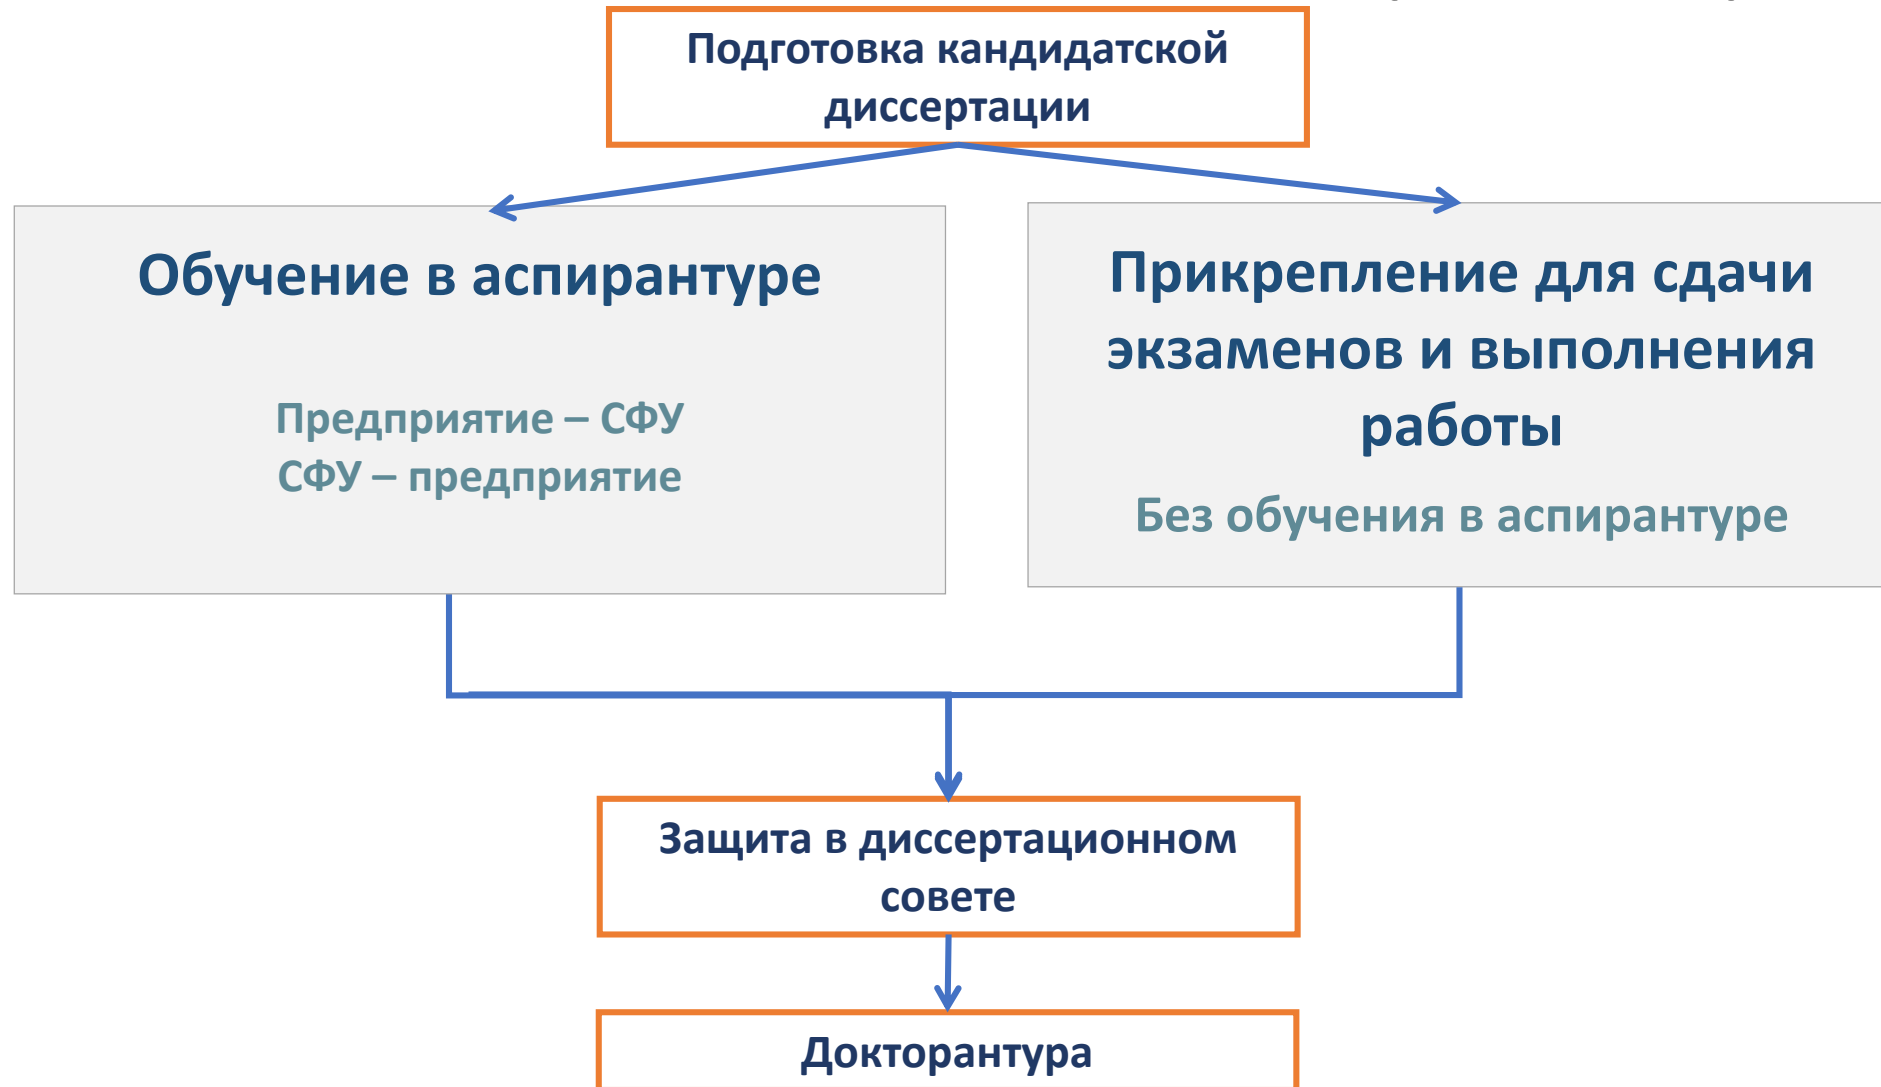 Подготовка кандидатской
диссертации
Обучение в аспирантуре
Предприятие – СФУ
СФУ – предприятие
Прикрепление для сдачи
экзаменов и выполнения
работы
Без обучения в аспирантуре
Защита в диссертационном
совете
Докторантура